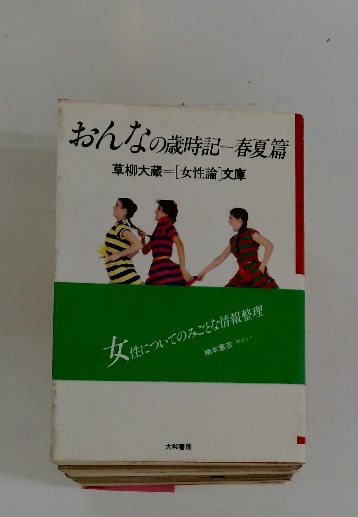 おんなの歳時記―春夏篇
草柳大蔵=[女性論]文庫
女性についてのみごとな情報整理
大和書房